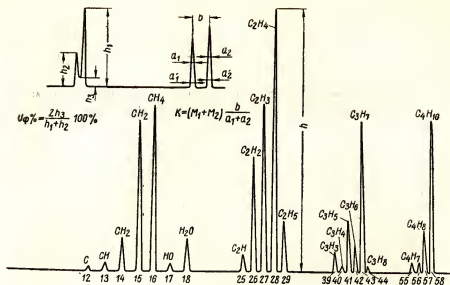 b
C₂H₄
h₁
h₂
a₁
a₂
a₁'
a₂'
h₃
CH₄
CH₂
Uφ%=2h₃/h₁+h₂ 100%
K=(M₁+M₂) b/a₁+a₂
C₂H₃
C₃H₇
C₄H₁₀
h
C₂H₂
C₂H₅
C₃H₆
C₃H₅
C₃H₄
C₃H₃
CH₂
H₂O
C₂H
C₄H₈
C₄H₇
C CH HO C₃H₈
12 13 14 15 16 17 18 25 26 27 28 29 39 40 41 42 43 44 55 56 57 58